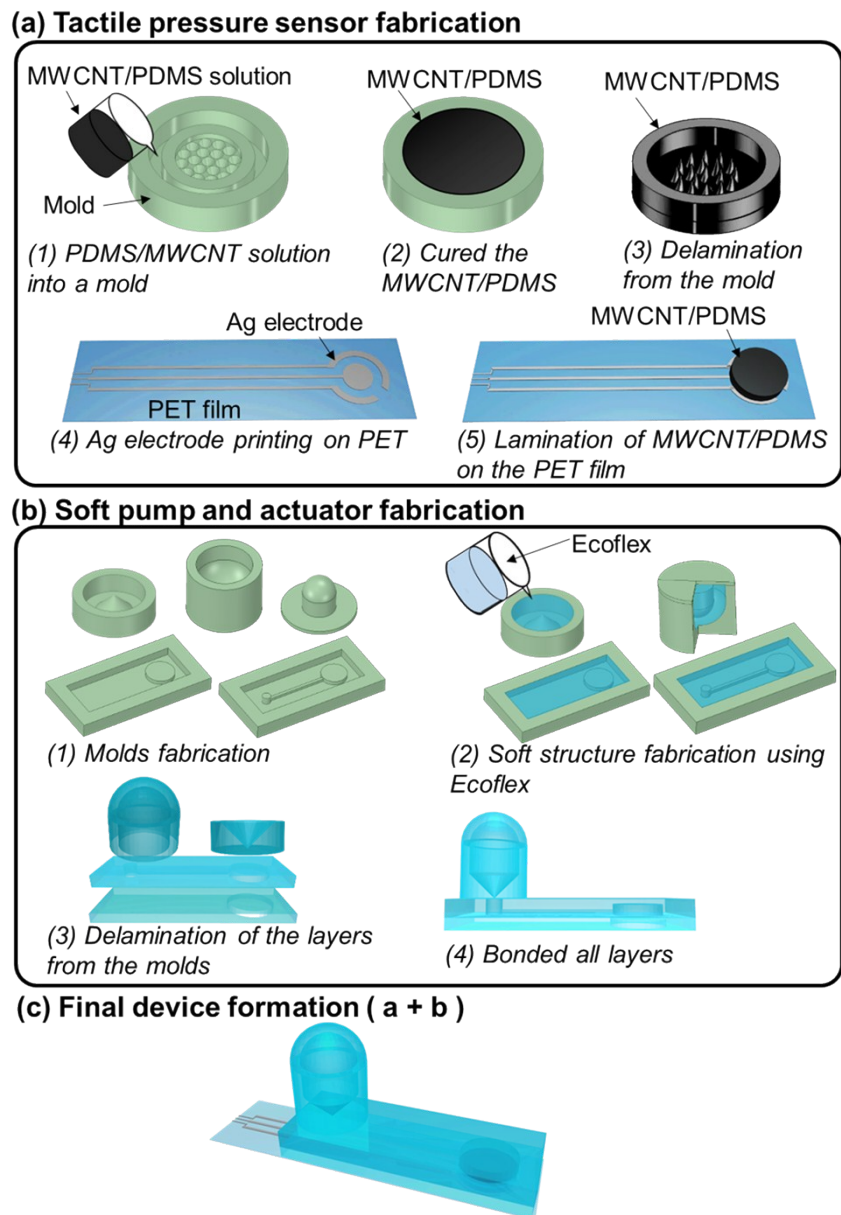 (a) Tactile pressure sensor fabrication
MWCNT/PDMS solution
MWCNT/PDMS
MWCNT/PDMS
Mold
(1) PDMS/MWCNT solution
into a mold
(2) Cured the
MWCNT/PDMS
(3) Delamination
from the mold
Ag electrode
PET film
(4) Ag electrode printing on PET
MWCNT/PDMS
(5) Lamination of MWCNT/PDMS
on the PET film
(b) Soft pump and actuator fabrication
Ecoflex
(1) Molds fabrication
(2) Soft structure fabrication using
Ecoflex
(3) Delamination of the layers
from the molds
(4) Bonded all layers
(c) Final device formation ( a + b )